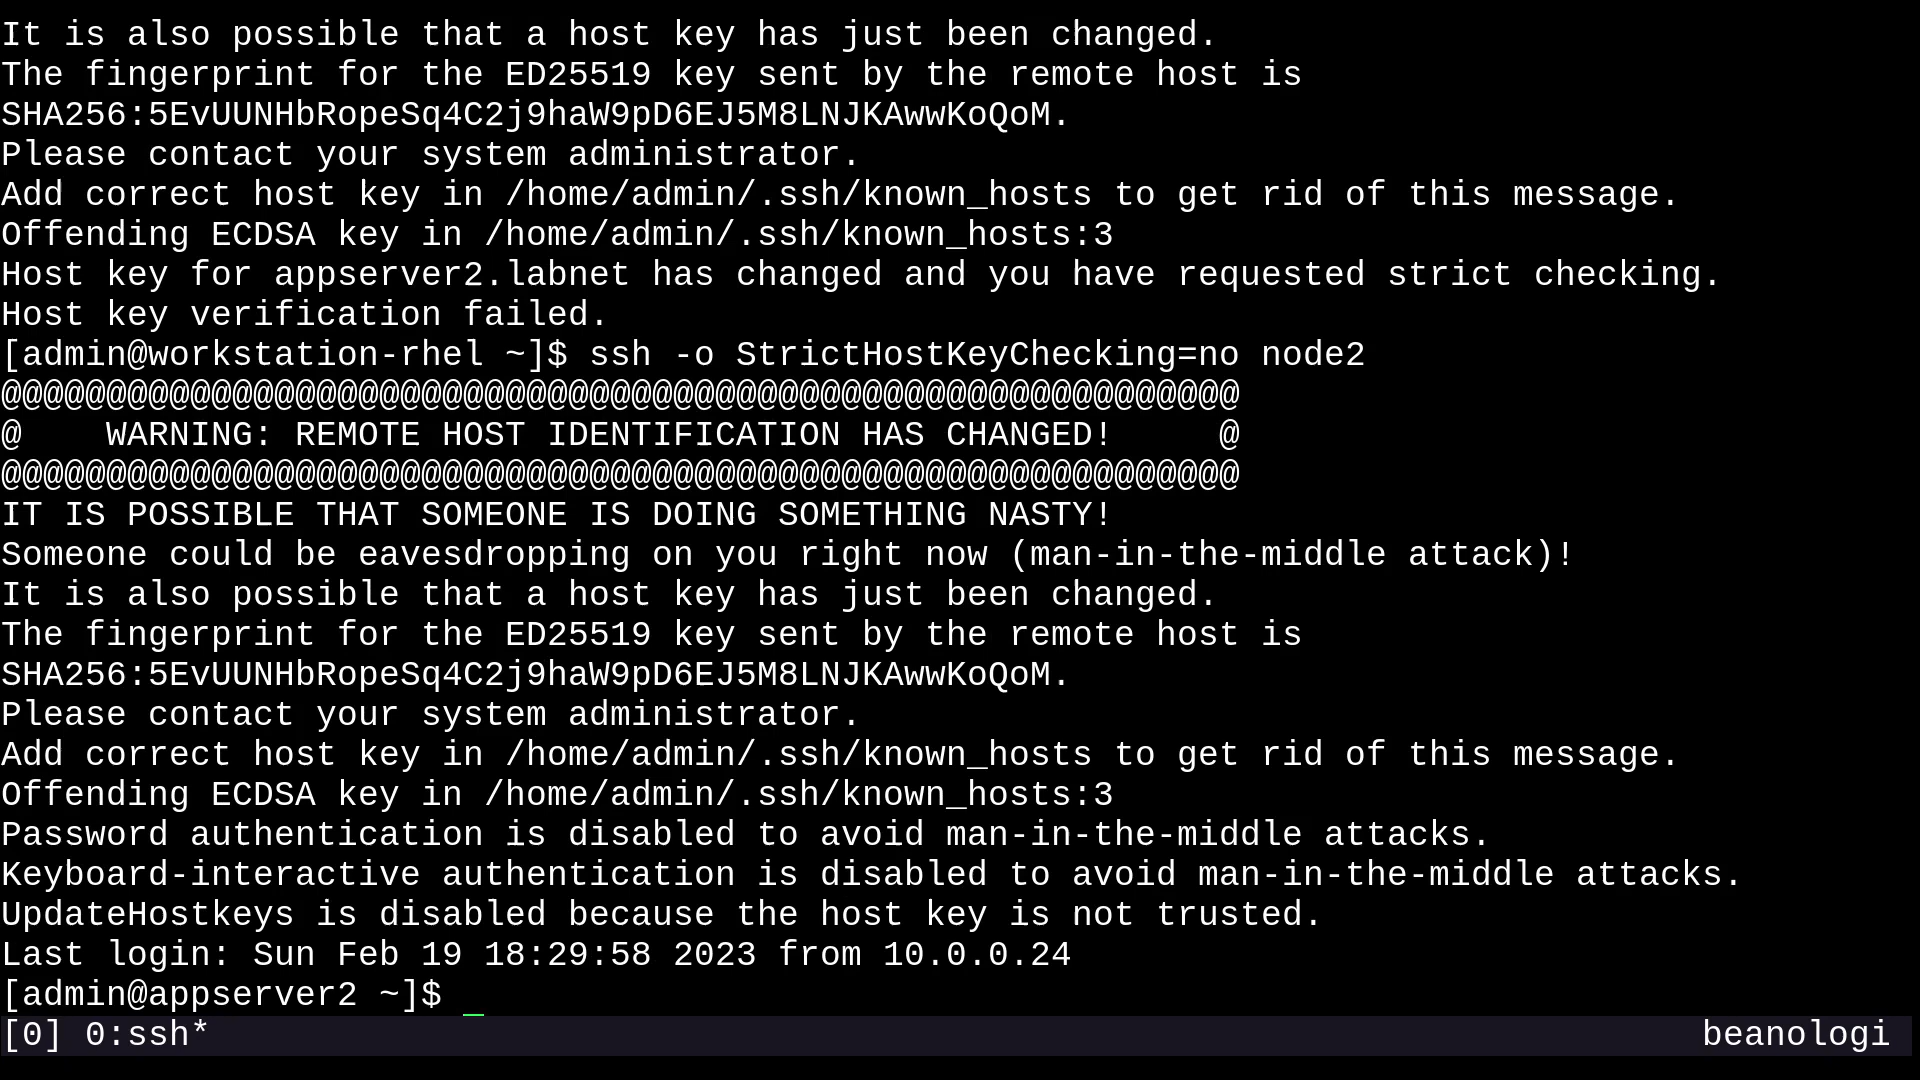 It is also possible that a host key has just been changed.
The fingerprint for the ED25519 key sent by the remote host is
SHA256:5EvUUNHbRopeSq4C2j9haW9pD6EJ5M8LNJKAwwKoQoM.
Please contact your system administrator.
Add correct host key in /home/admin/.ssh/known_hosts to get rid of this message.
Offending ECDSA key in /home/admin/.ssh/known_hosts:3
Host key for appserver2.labnet has changed and you have requested strict checking.
Host key verification failed.
[admin@workstation-rhel ~]$ ssh -o StrictHostKeyChecking=no node2
@@@@@@@@@@@@@@@@@@@@@@@@@@@@@@@@@@@@@@@@@@@@@@@@@@@@@@@@@@@
@    WARNING: REMOTE HOST IDENTIFICATION HAS CHANGED!     @
@@@@@@@@@@@@@@@@@@@@@@@@@@@@@@@@@@@@@@@@@@@@@@@@@@@@@@@@@@@
IT IS POSSIBLE THAT SOMEONE IS DOING SOMETHING NASTY!
Someone could be eavesdropping on you right now (man-in-the-middle attack)!
It is also possible that a host key has just been changed.
The fingerprint for the ED25519 key sent by the remote host is
SHA256:5EvUUNHbRopeSq4C2j9haW9pD6EJ5M8LNJKAwwKoQoM.
Please contact your system administrator.
Add correct host key in /home/admin/.ssh/known_hosts to get rid of this message.
Offending ECDSA key in /home/admin/.ssh/known_hosts:3
Password authentication is disabled to avoid man-in-the-middle attacks.
Keyboard-interactive authentication is disabled to avoid man-in-the-middle attacks.
UpdateHostkeys is disabled because the host key is not trusted.
Last login: Sun Feb 19 18:29:58 2023 from 10.0.0.24
[admin@appserver2 ~]$
[0] 0:ssh* beanologi